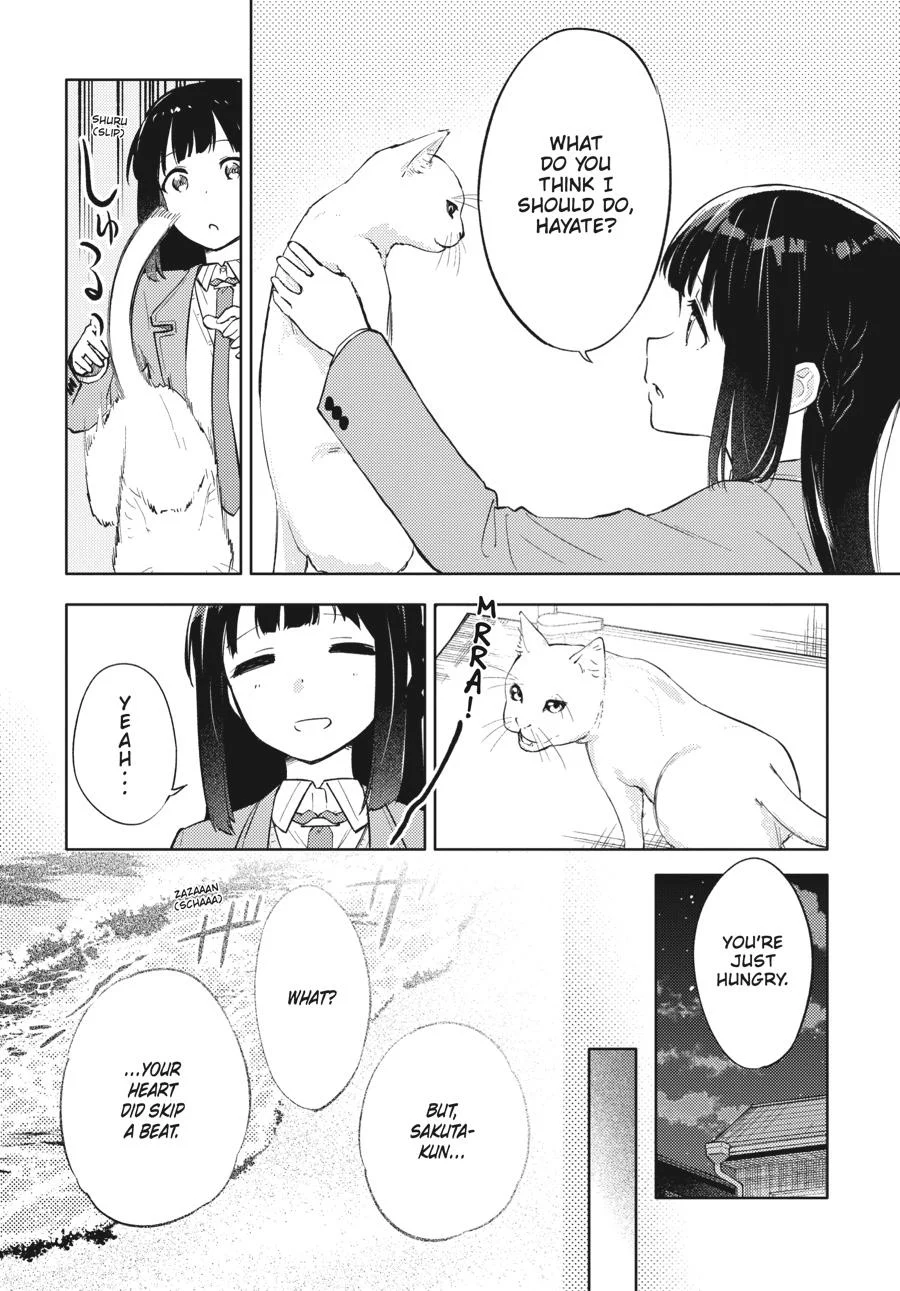 WHAT
DO YOU
THINK I
SHOULD DO,
HAYATE?
SHURU
(SLIP)
しゅるっ
MRRA!
YEAH...
YOU'RE
JUST
HUNGRY.
ZAZAAAN
(SCHAAA)
ザザ
BUT,
SAKUTA-
KUN...
WHAT?
...YOUR
HEART
DID SKIP
A BEAT.